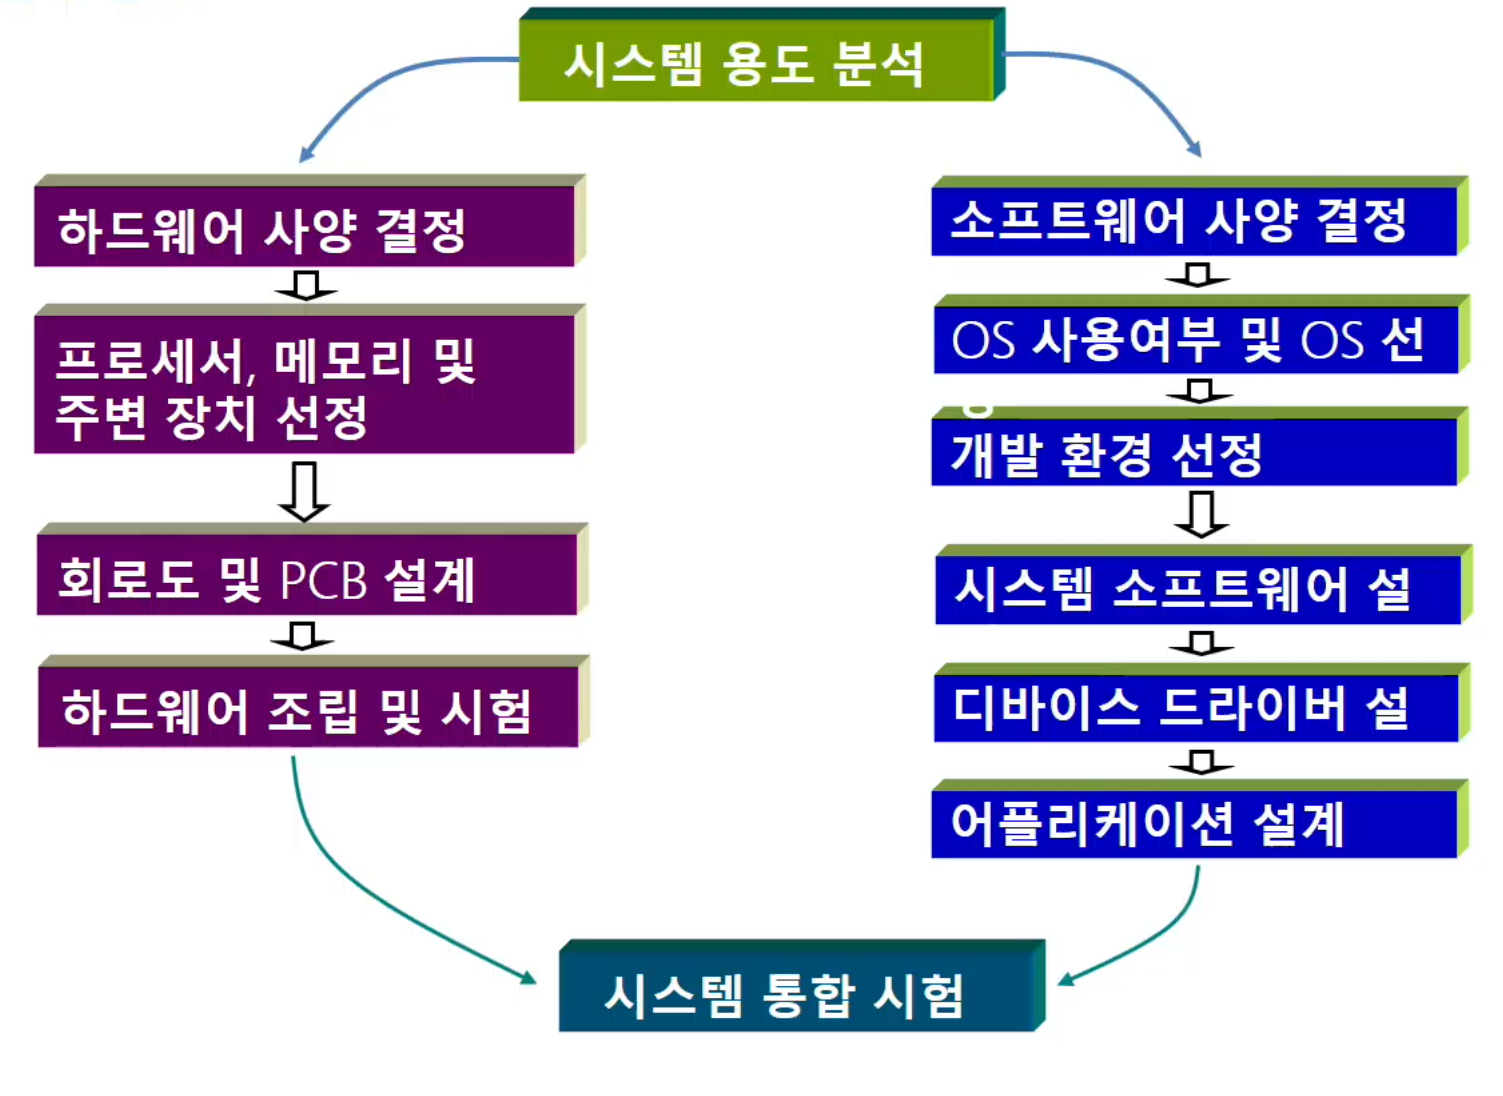 시스템 용도 분석
하드웨어 사양 결정
프로세서, 메모리 및
주변 장치 선정
회로도 및 PCB 설계
하드웨어 조립 및 시험
소프트웨어 사양 결정
OS 사용여부 및 OS 선
개발 환경 선정
시스템 소프트웨어 설
디바이스 드라이버 설
어플리케이션 설계
시스템 통합 시험